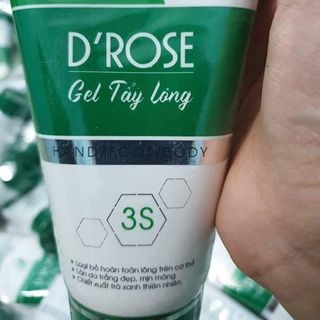 D'ROSE
Gel Tẩy Lông
HAND/FOOT/BODY
3S
Loại bỏ hoàn toàn lông trên cơ thể
Làn da trắng đẹp, mịn màng
Chiết xuất trà xanh thiên nhiên.